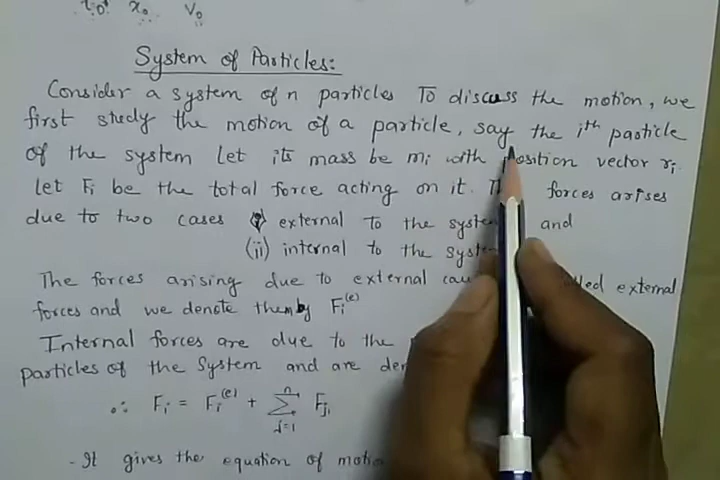 x₀ v₀
System of Particles:
Consider a system of n particles To discuss the motion, we
first study the motion of a particle, say the iᵗʰ particle
of the system Let its mass be mᵢ with position vector rᵢ
let Fᵢ be the total force acting on it. forces arises
due to two cases (i) external to the system and
(ii) internal to the
The forces arising due to external external
forces and we denote them by Fᵢ⁽ᵉ⁾
Internal forces are due to the
particles of the System and are
∴ Fᵢ = Fᵢ⁽ᵉ⁾ + Σⁿⱼ₌₁ Fⱼᵢ
- It gives the equation of